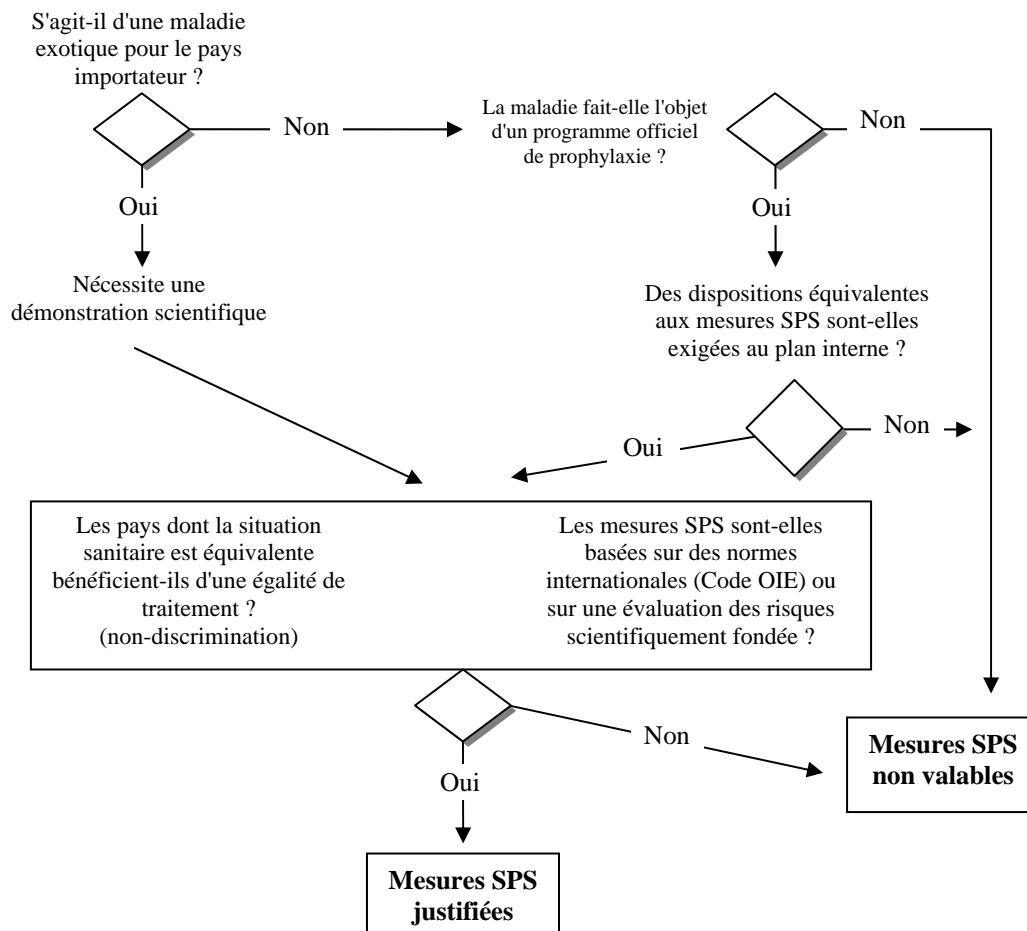 S'agit-il d'une maladie
exotique pour le pays
importateur ?
Non
La maladie fait-elle l'objet
d'un programme officiel
de prophylaxie ?
Non
Oui
Oui
Nécessite une
démonstration scientifique
Des dispositions équivalentes
aux mesures SPS sont-elles
exigées au plan interne ?
Non
Oui
Les pays dont la situation
sanitaire est équivalente
bénéficient-ils d'une égalité de
traitement ?
(non-discrimination)
Les mesures SPS sont-elles
basées sur des normes
internationales (Code OIE) ou
sur une évaluation des risques
scientifiquement fondée ?
Non
Oui
Mesures SPS
non valables
Mesures SPS
justifiées